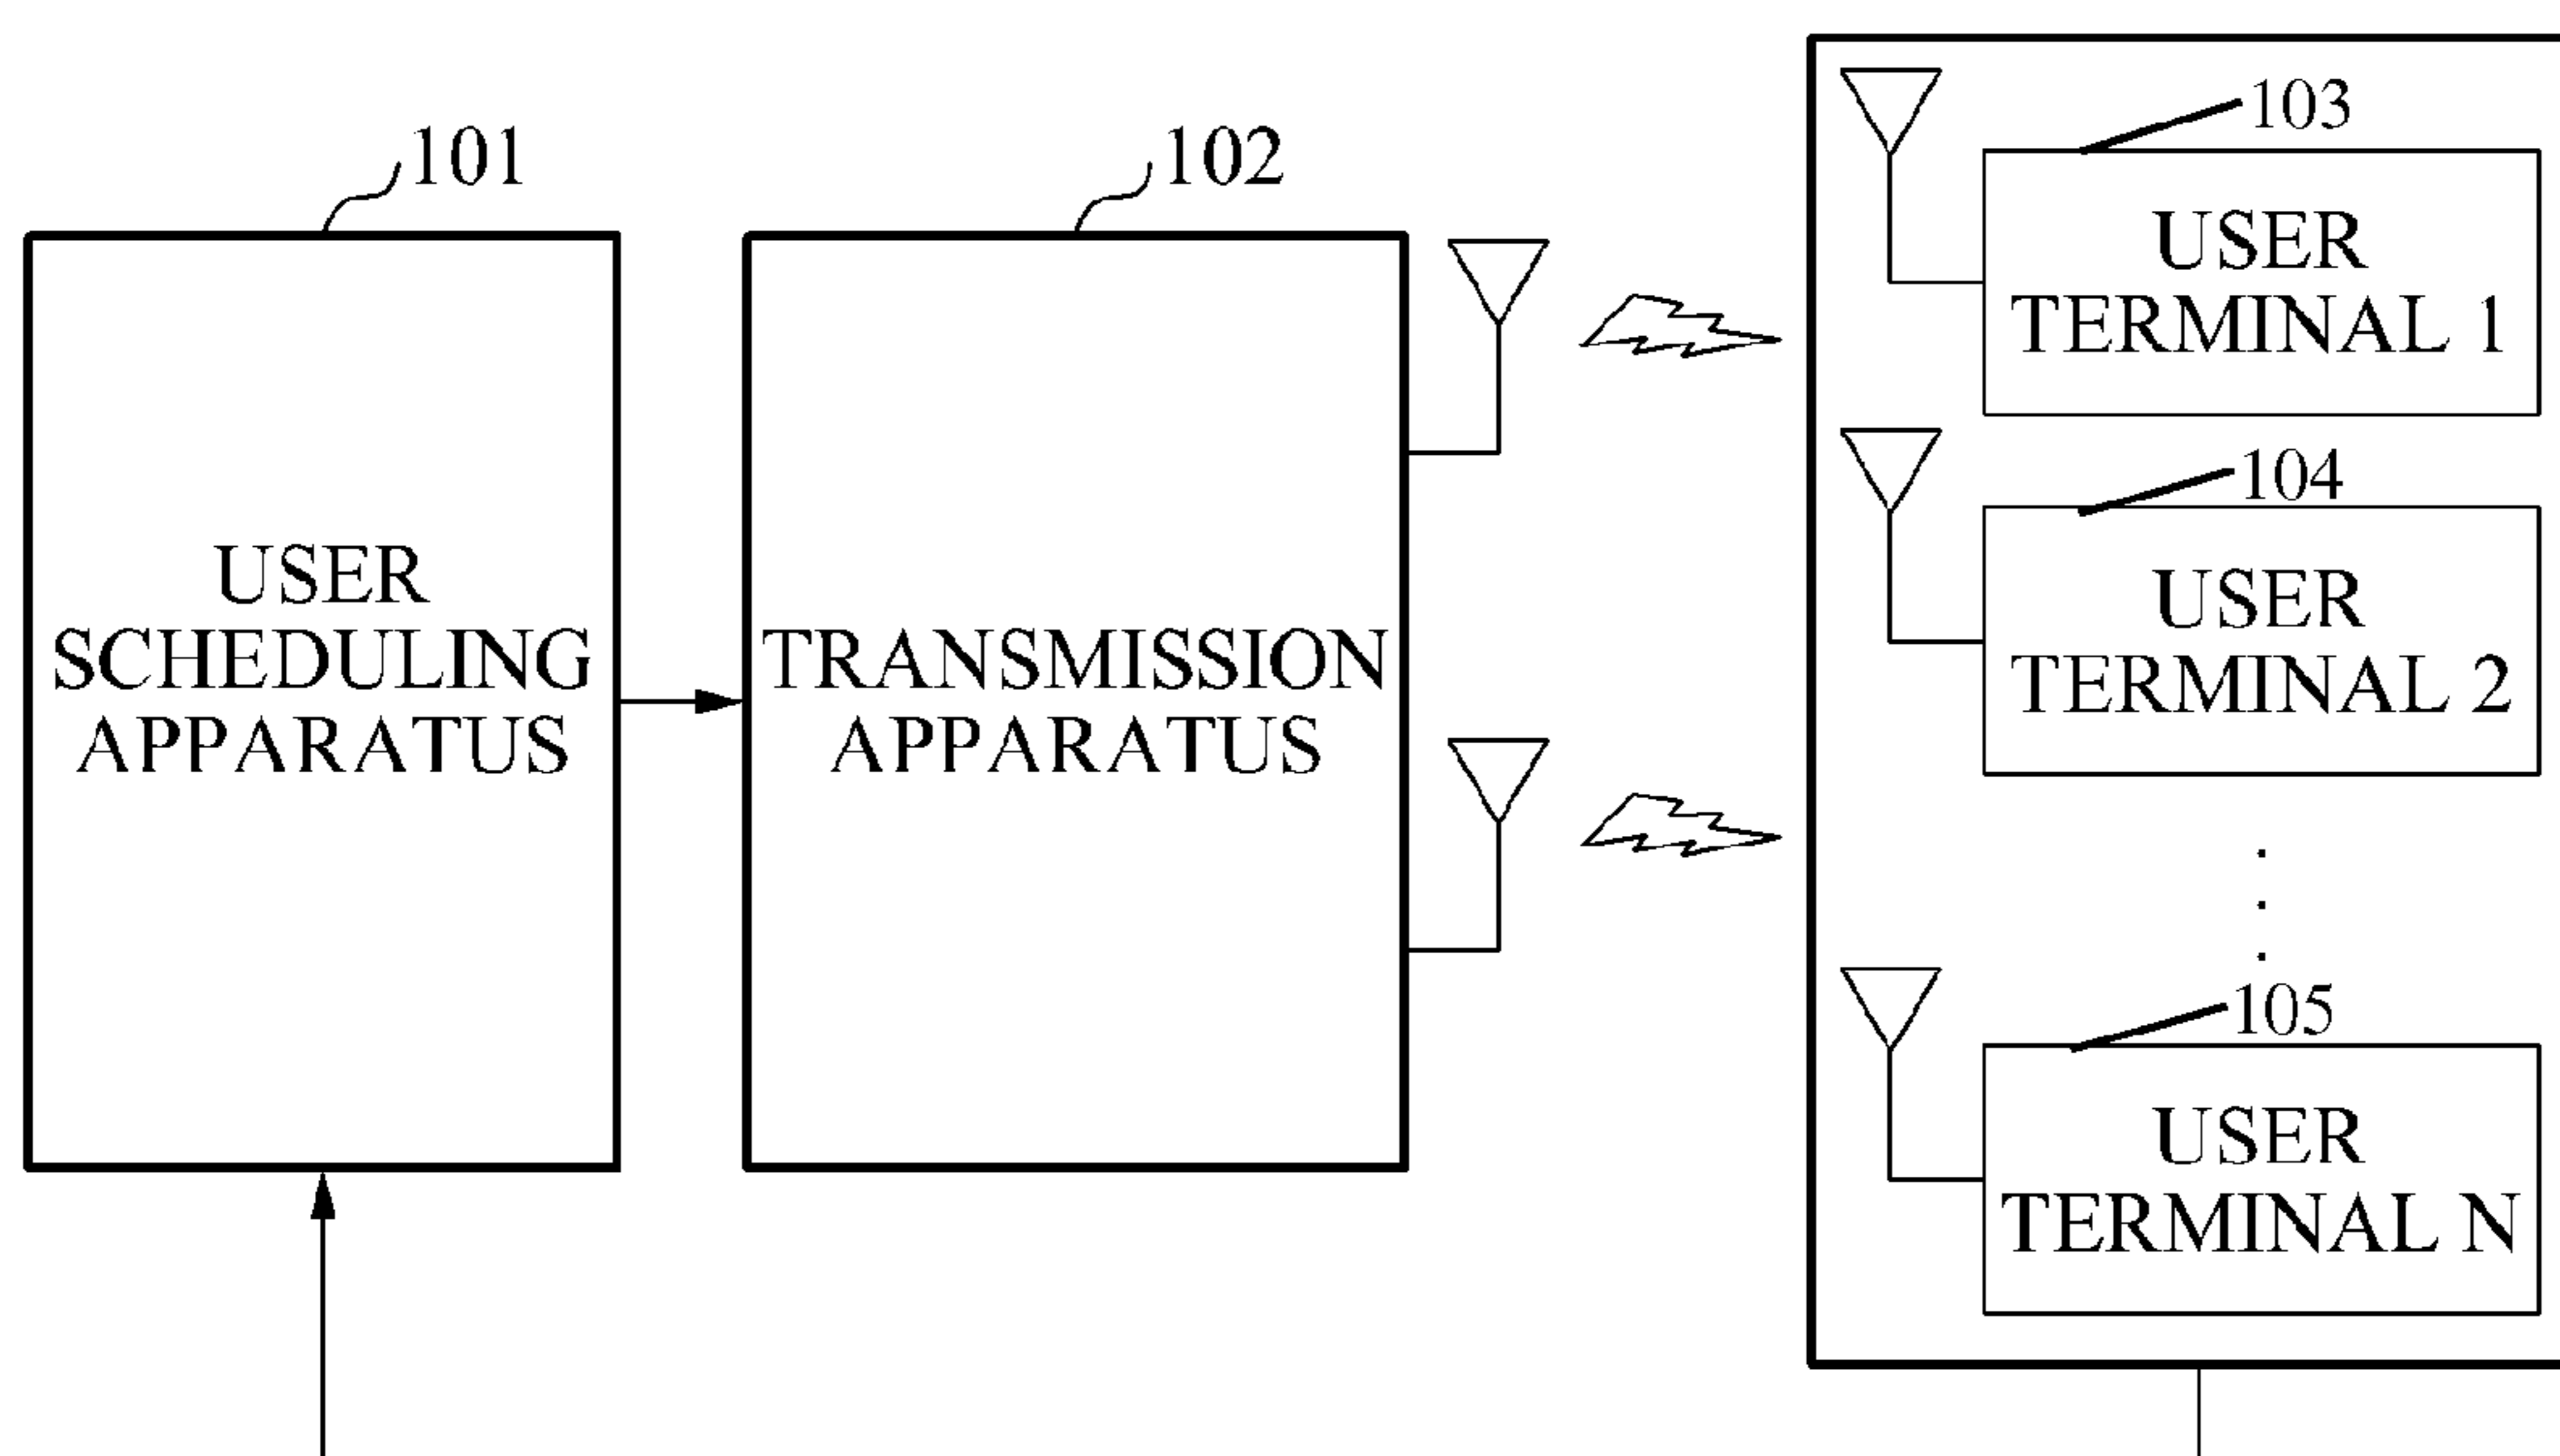 101
USER
SCHEDULING
APPARATUS
102
TRANSMISSION
APPARATUS
103
USER
TERMINAL 1
104
USER
TERMINAL 2
105
USER
TERMINAL N